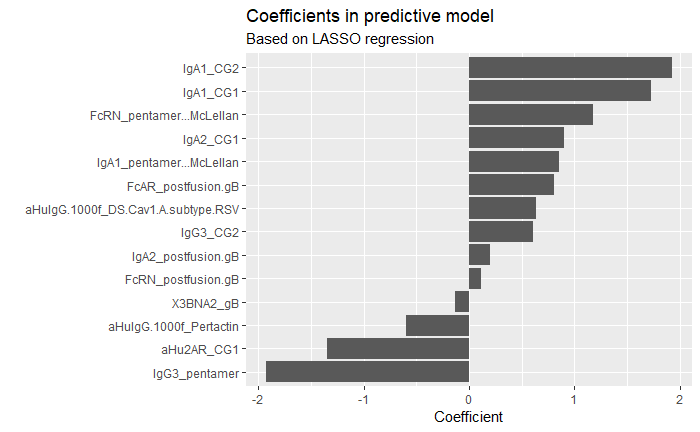 Coefficients in predictive model
Based on LASSO regression
IgA1_CG2
IgA1_CG1
FcRN_pentamer...McLellan
IgA2_CG1
IgA1_pentamer...McLellan
FcAR_postfusion.gB
aHuIgG.1000f_DS.Cav1.A.subtype.RSV
IgG3_CG2
IgA2_postfusion.gB
FcRN_postfusion.gB
X3BNA2_gB
aHuIgG.1000f_Pertactin
aHu2AR_CG1
IgG3_pentamer
-2 -1 0 1 2
Coefficient